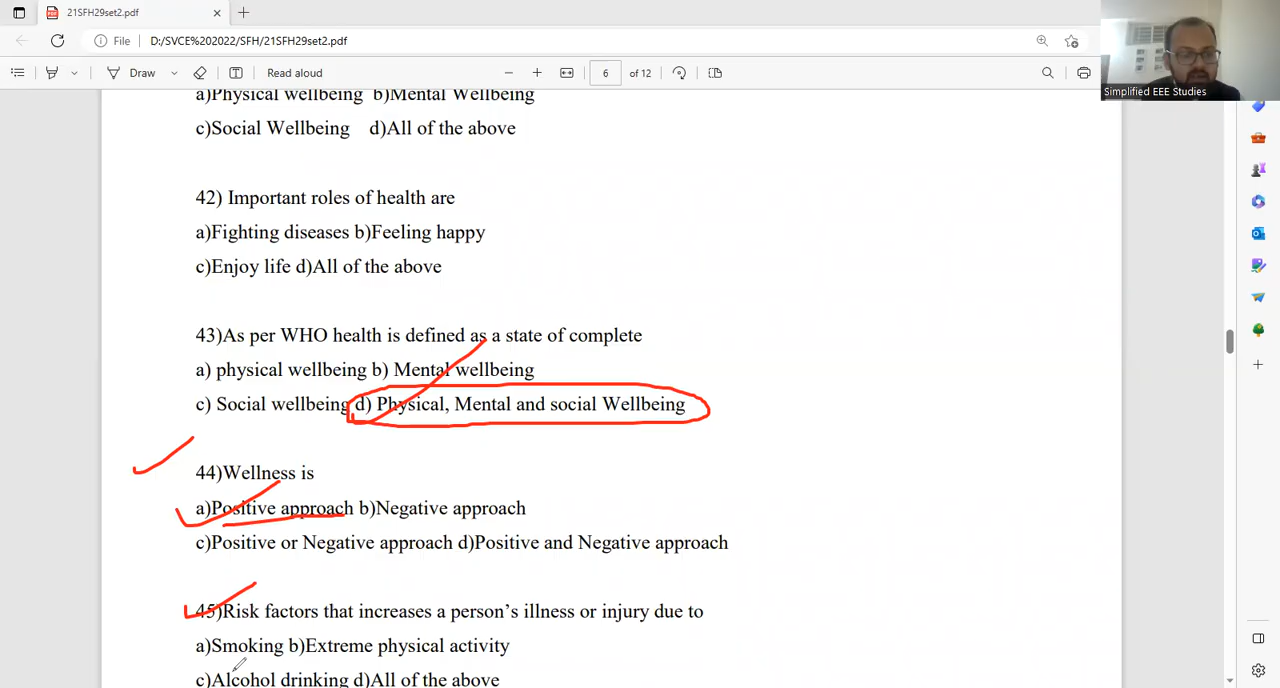 21SFH29set2.pdf
File D:/SVCE%202022/SFH/21SFH29set2.pdf
Draw Read aloud 6 of 12
Simplified EEE Studies
a)Physical wellbeing b)Mental Wellbeing
c)Social Wellbeing d)All of the above
42) Important roles of health are
a)Fighting diseases b)Feeling happy
c)Enjoy life d)All of the above
43)As per WHO health is defined as a state of complete
a) physical wellbeing b) Mental wellbeing
c) Social wellbeing d) Physical, Mental and social Wellbeing
44)Wellness is
a)Positive approach b)Negative approach
c)Positive or Negative approach d)Positive and Negative approach
45)Risk factors that increases a person's illness or injury due to
a)Smoking b)Extreme physical activity
c)Alcohol drinking d)All of the above